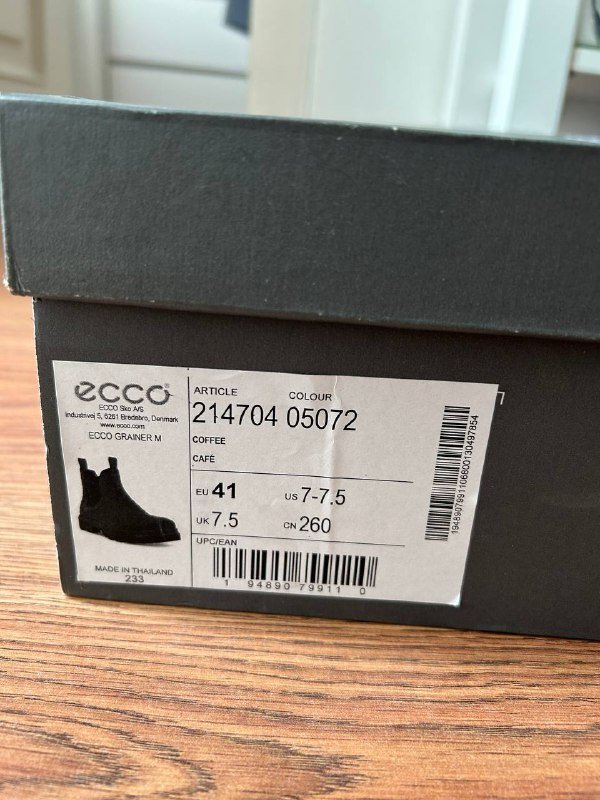 ecco
ECCO Sko A/S
Industrivej 5, 6261 Bredebro, Denmark
www.ecco.com
ECCO GRAINER M
MADE IN THAILAND
233
ARTICLE COLOUR
214704 05072
COFFEE
CAFÉ
EU 41 US 7-7.5
UK 7.5 CN 260
UPC/EAN
1 94890 79911 0
1948907991106800130497854